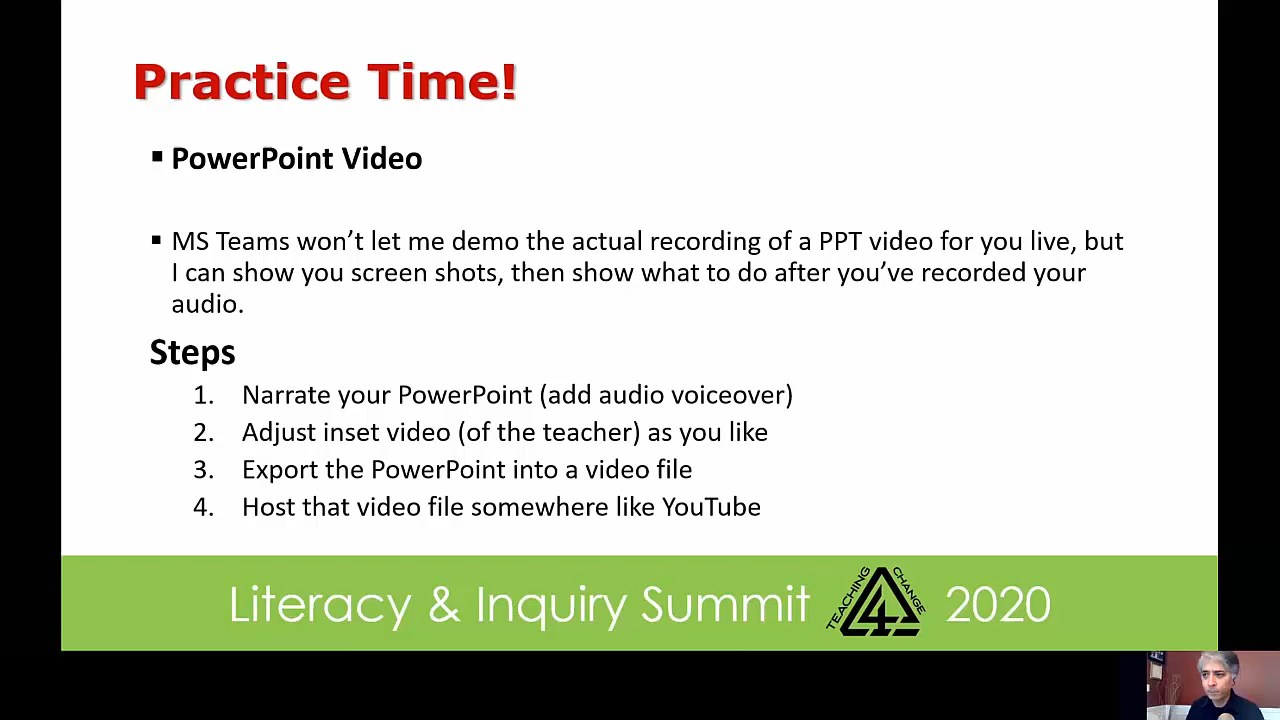 Practice Time!
▪ PowerPoint Video
▪ MS Teams won’t let me demo the actual recording of a PPT video for you live, but
I can show you screen shots, then show what to do after you’ve recorded your
audio.
Steps
1. Narrate your PowerPoint (add audio voiceover)
2. Adjust inset video (of the teacher) as you like
3. Export the PowerPoint into a video file
4. Host that video file somewhere like YouTube
Literacy & Inquiry Summit TEACHING 4 CHANGE 2020